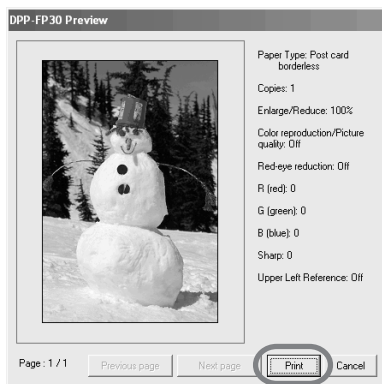 DPP-FP30 Preview
Paper Type: Post card
borderless
Copies: 1
Enlarge/Reduce: 100%
Color reproduction/Picture
quality: Off
Red-eye reduction: Off
R (red): 0
G (green): 0
B (blue): 0
Sharp: 0
Upper Left Reference: Off
Page : 1 / 1 Previous page Next page Print Cancel